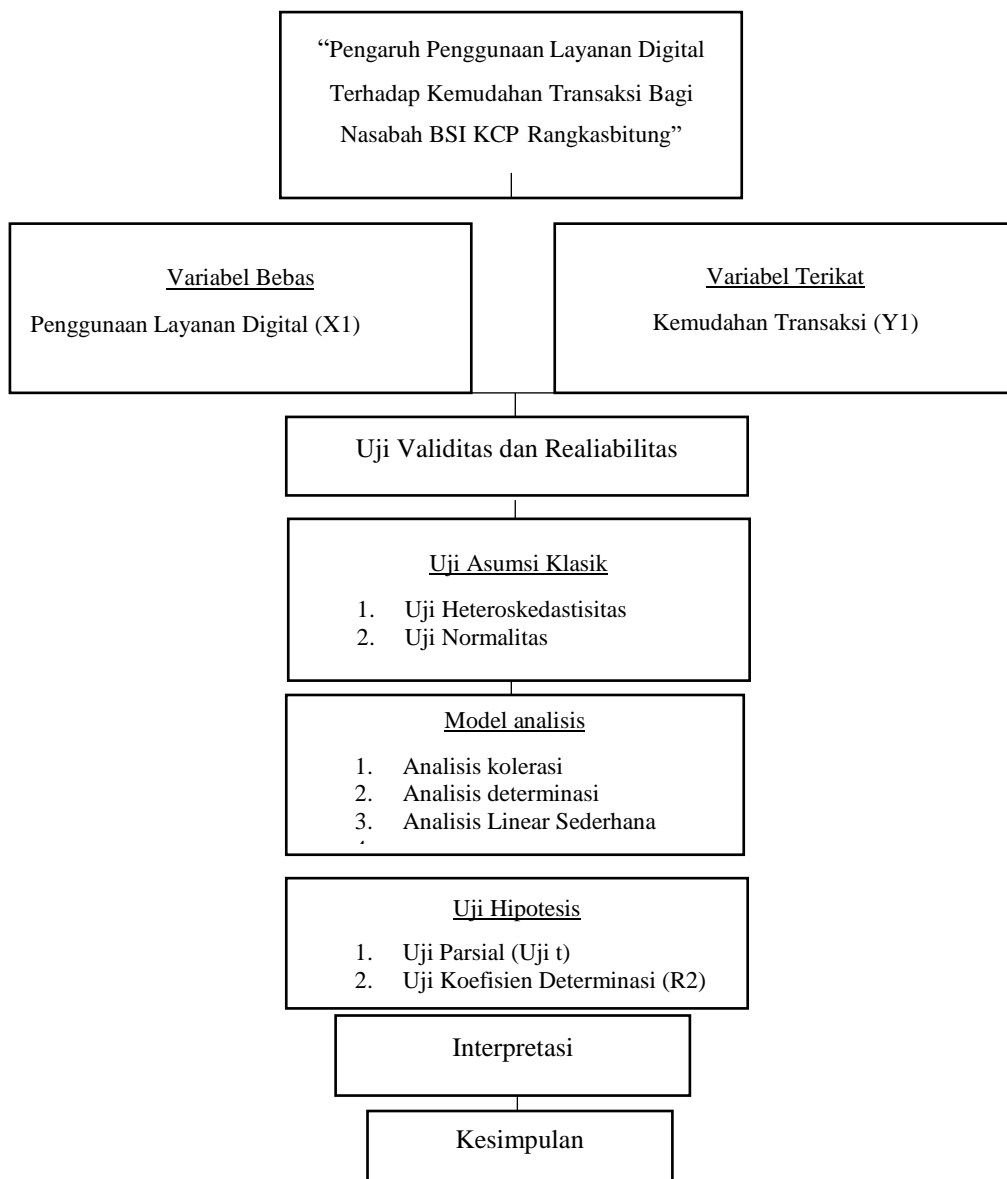 “Pengaruh Penggunaan Layanan Digital
Terhadap Kemudahan Transaksi Bagi
Nasabah BSI KCP Rangkasbitung”
Variabel Bebas
Penggunaan Layanan Digital (X1)
Variabel Terikat
Kemudahan Transaksi (Y1)
Uji Validitas dan Realiabilitas
Uji Asumsi Klasik
1. Uji Heteroskedastisitas
2. Uji Normalitas
Model analisis
1. Analisis kolerasi
2. Analisis determinasi
3. Analisis Linear Sederhana
Uji Hipotesis
1. Uji Parsial (Uji t)
2. Uji Koefisien Determinasi (R2)
Interpretasi
Kesimpulan